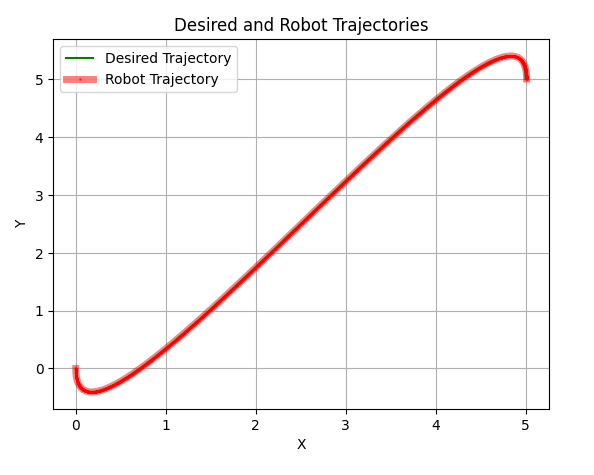 Desired and Robot Trajectories
Desired Trajectory
Robot Trajectory
Y
5
4
3
2
1
0
0 1 2 3 4 5
X